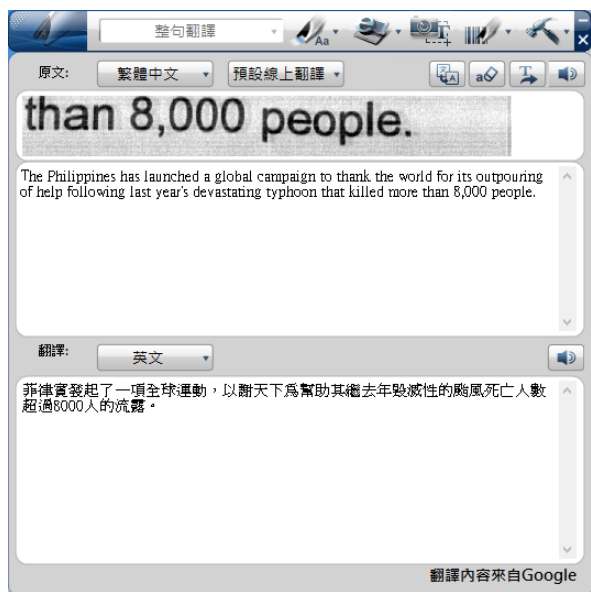 整句翻譯
Aa
原文: 繁體中文 預設線上翻譯
than 8,000 people.
The Philippines has launched a global campaign to thank the world for its outpouring
of help following last year's devastating typhoon that killed more than 8,000 people.
翻譯: 英文
菲律賓發起了一項全球運動，以謝天下為幫助其繼去年毀滅性的颱風死亡人數
超過8000人的流露。
翻譯內容來自Google